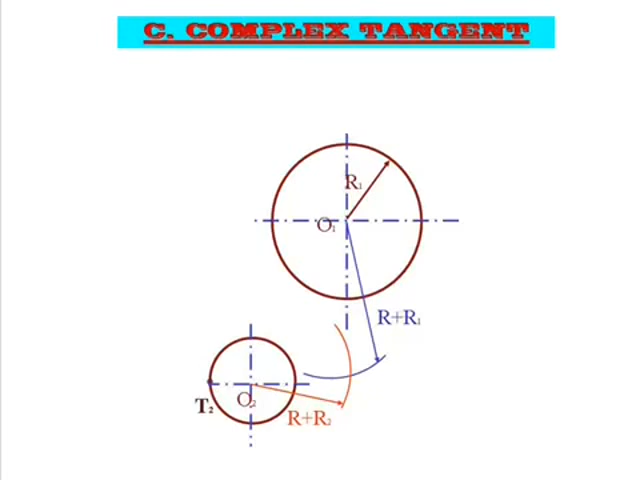 C. COMPLEX TANGENT
R1
O1
R+R1
O2
T2
R+R2